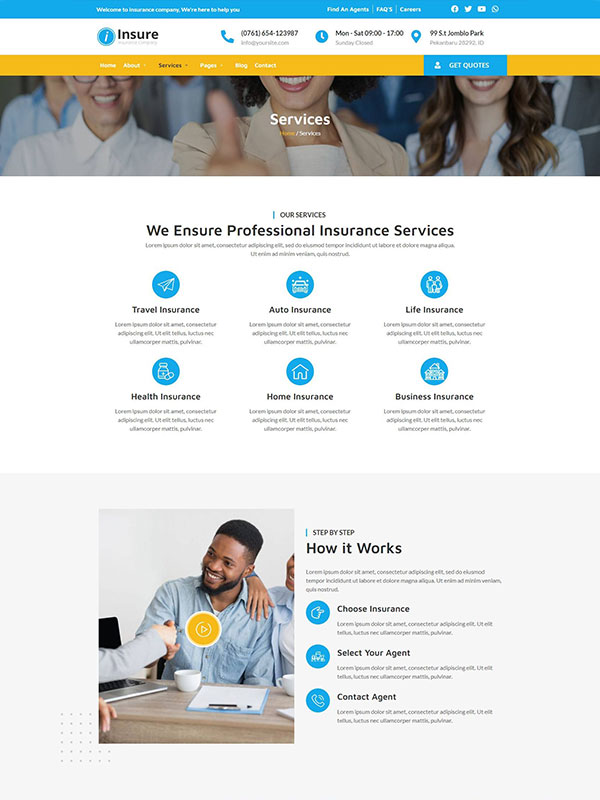 Welcome to insurance company, We're here to help you
Find An Agents FAQ'S Careers
i Insure
Insurance Company
(0761) 654-123987
info@yoursite.com
Mon - Sat 09:00 - 17:00
Sunday Closed
99 S.t Jomblo Park
Pekanbaru 28292, ID
Home About Services Pages Blog Contact
GET QUOTES
Services
Home / Services
OUR SERVICES
We Ensure Professional Insurance Services
Lorem ipsum dolor sit amet, consectetur adipiscing elit, sed do eiusmod tempor incididunt ut labore et dolore magna aliqua.
Ut enim ad minim veniam, quis nostrud.
Travel Insurance
Lorem ipsum dolor sit amet, consectetur
adipiscing elit. Ut elit tellus, luctus nec
ullamcorper mattis, pulvinar.
Auto Insurance
Lorem ipsum dolor sit amet, consectetur
adipiscing elit. Ut elit tellus, luctus nec
ullamcorper mattis, pulvinar.
Life Insurance
Lorem ipsum dolor sit amet, consectetur
adipiscing elit. Ut elit tellus, luctus nec
ullamcorper mattis, pulvinar.
Health Insurance
Lorem ipsum dolor sit amet, consectetur
adipiscing elit. Ut elit tellus, luctus nec
ullamcorper mattis, pulvinar.
Home Insurance
Lorem ipsum dolor sit amet, consectetur
adipiscing elit. Ut elit tellus, luctus nec
ullamcorper mattis, pulvinar.
Business Insurance
Lorem ipsum dolor sit amet, consectetur
adipiscing elit. Ut elit tellus, luctus nec
ullamcorper mattis, pulvinar.
STEP BY STEP
How it Works
Lorem ipsum dolor sit amet, consectetur adipiscing elit, sed do eiusmod
tempor incididunt ut labore et dolore magna aliqua. Ut enim ad minim veniam,
quis nostrud.
Choose Insurance
Lorem ipsum dolor sit amet, consectetur adipiscing elit. Ut elit
tellus, luctus nec ullamcorper mattis, pulvinar.
Select Your Agent
Lorem ipsum dolor sit amet, consectetur adipiscing elit. Ut elit
tellus, luctus nec ullamcorper mattis, pulvinar.
Contact Agent
Lorem ipsum dolor sit amet, consectetur adipiscing elit. Ut elit
tellus, luctus nec ullamcorper mattis, pulvinar.